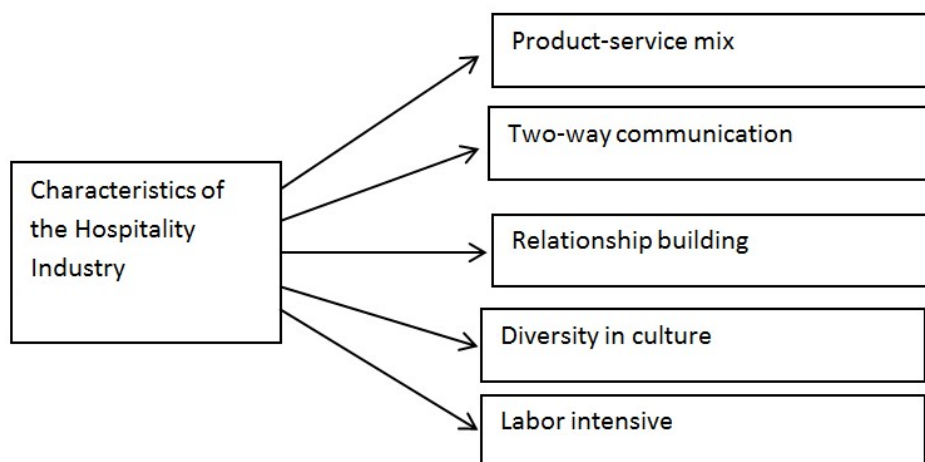 Product-service mix
Two-way communication
Characteristics of
the Hospitality
Industry
Relationship building
Diversity in culture
Labor intensive